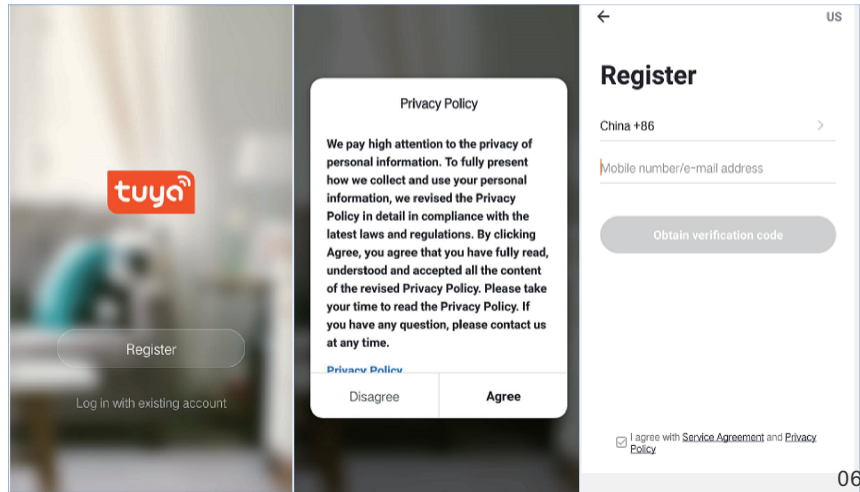 tuya
Register
Log in with existing account
Privacy Policy
We pay high attention to the privacy of
personal information. To fully present
how we collect and use your personal
information, we revised the Privacy
Policy in detail in compliance with the
latest laws and regulations. By clicking
Agree, you agree that you have fully read,
understood and accepted all the content
of the revised Privacy Policy. Please take
your time to read the Privacy Policy. If
you have any question, please contact us
at any time.
Privacy Policy
Disagree
Agree
US
Register
China +86
Mobile number/e-mail address
Obtain verification code
I agree with Service Agreement and Privacy
Policy
06